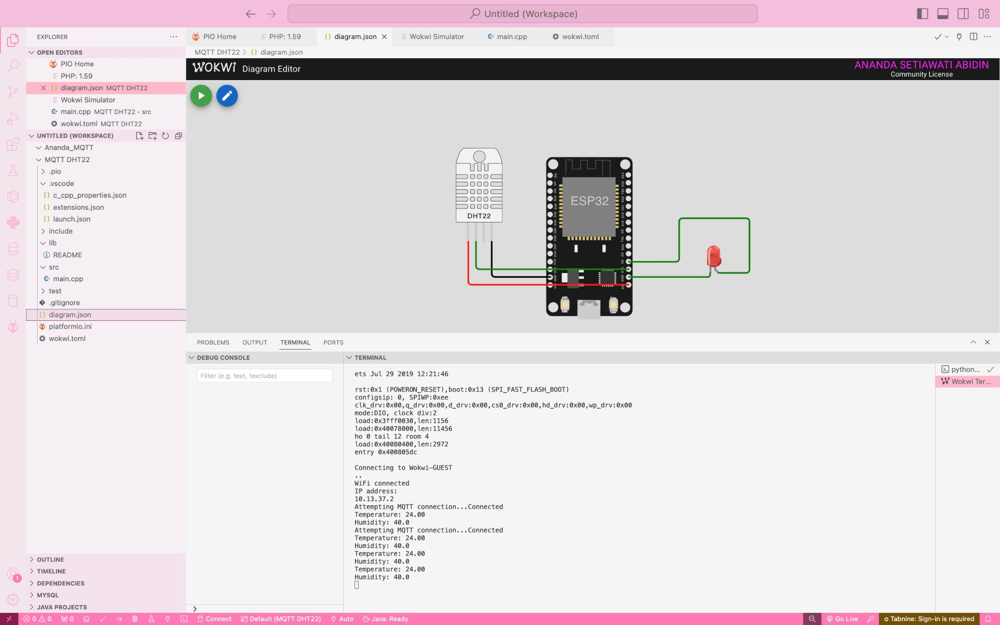 Untitled (Workspace)
EXPLORER
OPEN EDITORS
PIO Home
PHP: 1.59
diagram.json MQTT DHT22
Wokwi Simulator
main.cpp MQTT DHT22 • src
wokwi.toml MQTT DHT22
UNTITLED (WORKSPACE)
Ananda_MQTT
MQTT DHT22
.pio
.vscode
c_cpp_properties.json
extensions.json
launch.json
include
lib
README
src
main.cpp
test
.gitignore
diagram.json
platformio.ini
wokwi.toml
OUTLINE
TIMELINE
DEPENDENCIES
MYSQL
JAVA PROJECTS
PIO Home
PHP: 1.59
diagram.json
Wokwi Simulator
main.cpp
wokwi.toml
MQTT DHT22 > diagram.json
WOKWi Diagram Editor
ANANDA SETIAWATI ABIDIN
Community License
DHT22
ESP32
PROBLEMS OUTPUT TERMINAL PORTS
DEBUG CONSOLE
Filter (e.g. text, !exclude)
TERMINAL
ets Jul 29 2019 12:21:46
rst:0x1 (POWERON_RESET),boot:0x13 (SPI_FAST_FLASH_BOOT)
configsip: 0, SPIWP:0xee
clk_drv:0x00,q_drv:0x00,d_drv:0x00,cs0_drv:0x00,hd_drv:0x00,wp_drv:0x00
mode:DIO, clock div:2
load:0x3fff0030,len:1156
load:0x40078000,len:11456
ho 0 tail 12 room 4
load:0x40080400,len:2972
entry 0x400805dc
Connecting to Wokwi-GUEST
..
WiFi connected
IP address:
10.13.37.2
Attempting MQTT connection...Connected
Temperature: 24.00
Humidity: 40.0
Attempting MQTT connection...Connected
Temperature: 24.00
Humidity: 40.0
Temperature: 24.00
Humidity: 40.0
Temperature: 24.00
Humidity: 40.0
python...
Wokwi Ter...
1
0 0 0 Connect Default (MQTT DHT22) Auto Java: Ready
Go Live Tabnine: Sign-in is required